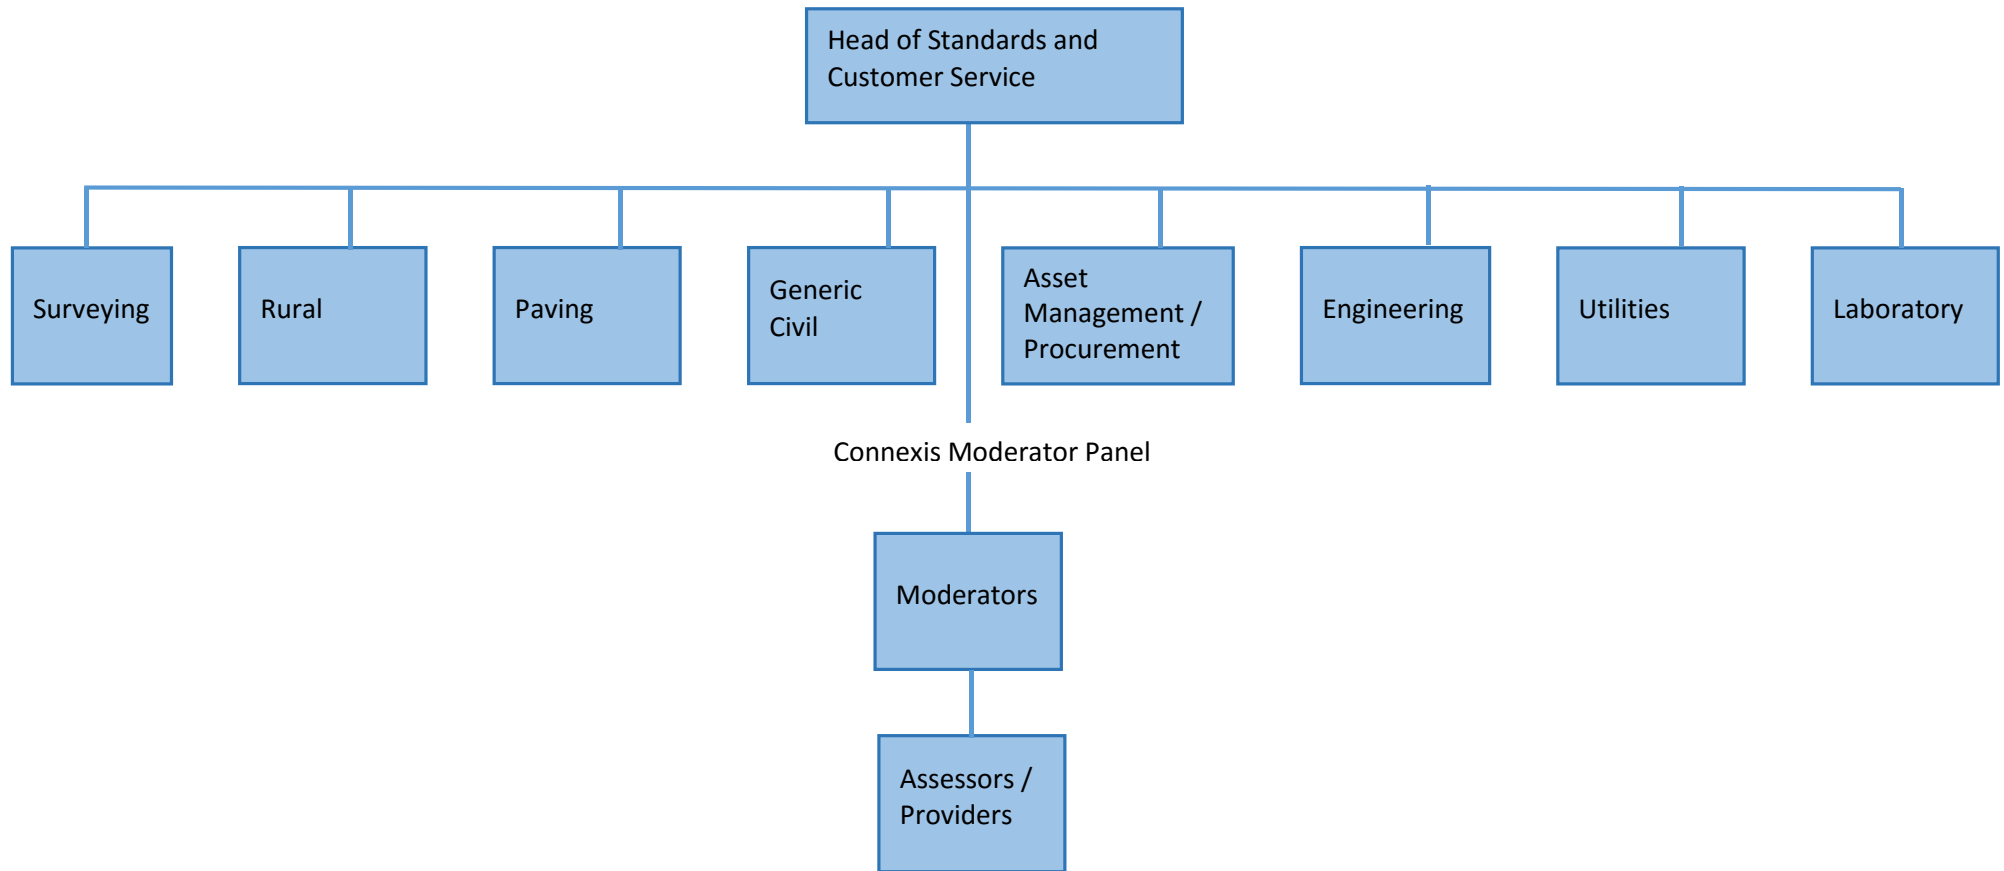 Head of Standards and
Customer Service
Surveying
Rural
Paving
Generic
Civil
Asset
Management /
Procurement
Engineering
Utilities
Laboratory
Connexis Moderator Panel
Moderators
Assessors /
Providers